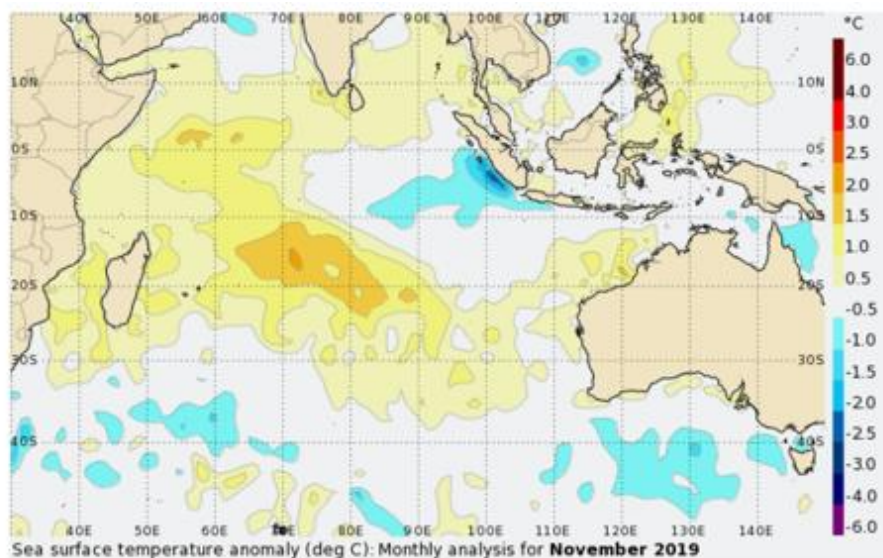 °C
6.0
4.0
3.0
2.5
2.0
1.5
1.0
0.5
-0.5
-1.0
-1.5
-2.0
-2.5
-3.0
-4.0
-6.0
10N 10N
0S 0S
10S 10S
20S 20S
30S 30S
40S 40S
40E 50E 60E 70E 80E 90E 100E 110E 120E 130E 140E
40E 50E 60E 80E 90E 100E 110E 120E 130E 140E
Sea surface temperature anomaly (deg C): Monthly analysis for November 2019